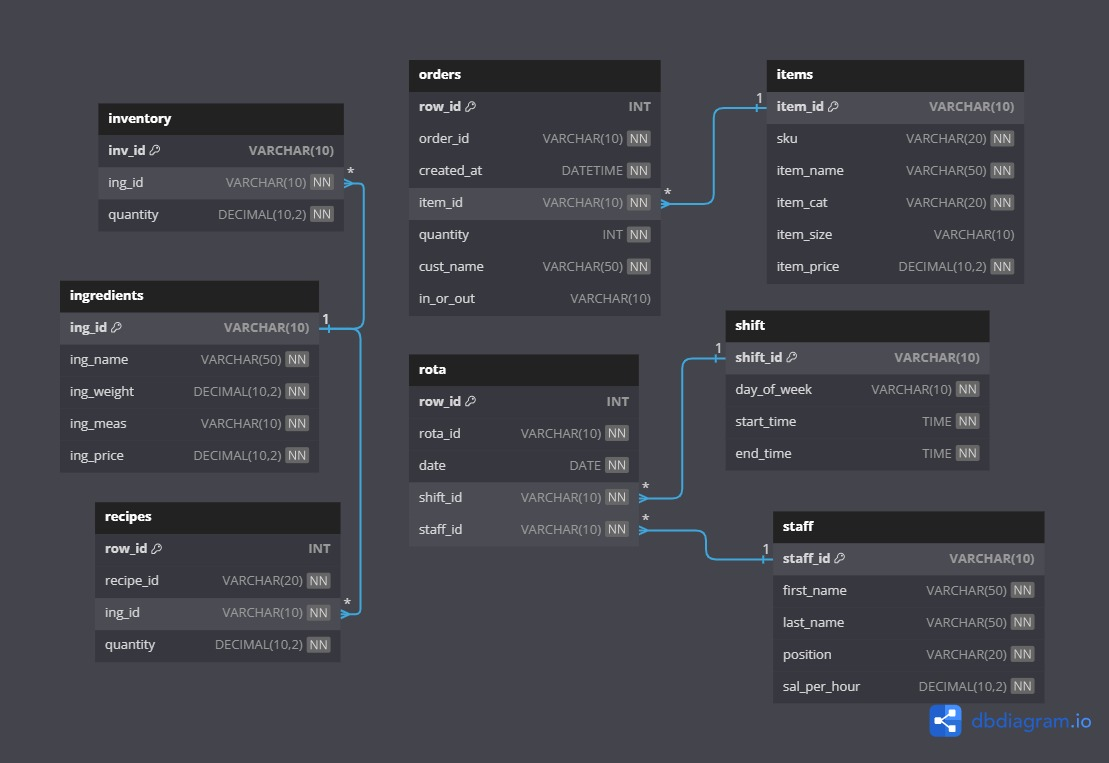 inventory
inv_id VARCHAR(10)
ing_id VARCHAR(10) NN
quantity DECIMAL(10,2) NN
*
ingredients
ing_id VARCHAR(10)
ing_name VARCHAR(50) NN
ing_weight DECIMAL(10,2) NN
ing_meas VARCHAR(10) NN
ing_price DECIMAL(10,2) NN
1
recipes
row_id INT
recipe_id VARCHAR(20) NN
ing_id VARCHAR(10) NN
quantity DECIMAL(10,2) NN
*
orders
row_id INT
order_id VARCHAR(10) NN
created_at DATETIME NN
item_id VARCHAR(10) NN
quantity INT NN
cust_name VARCHAR(50) NN
in_or_out VARCHAR(10)
*
rota
row_id INT
rota_id VARCHAR(10) NN
date DATE NN
shift_id VARCHAR(10) NN
staff_id VARCHAR(10) NN
*
*
1
items
item_id VARCHAR(10)
sku VARCHAR(20) NN
item_name VARCHAR(50) NN
item_cat VARCHAR(20) NN
item_size VARCHAR(10)
item_price DECIMAL(10,2) NN
1
shift
shift_id VARCHAR(10)
day_of_week VARCHAR(10) NN
start_time TIME NN
end_time TIME NN
1
staff
staff_id VARCHAR(10)
first_name VARCHAR(50) NN
last_name VARCHAR(50) NN
position VARCHAR(20) NN
sal_per_hour DECIMAL(10,2) NN
dbdiagram.io